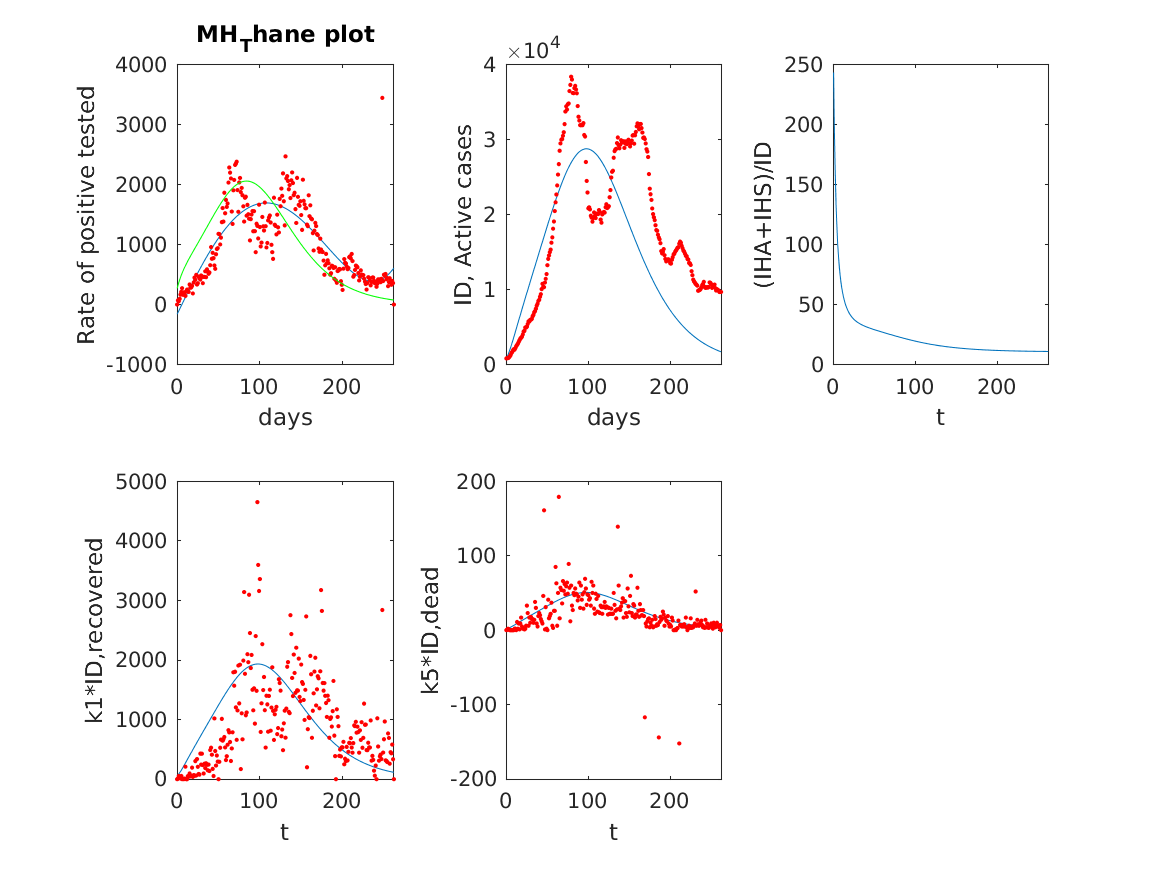 MH_Thane plot
4000
3000
2000
1000
0
-1000
0 100 200
days
Rate of positive tested
×10^4
4
3
2
1
0
0 100 200
days
ID, Active cases
250
200
150
100
50
0
0 100 200
t
(IHA+IHS)/ID
5000
4000
3000
2000
1000
0
0 100 200
t
k1*ID,recovered
200
100
0
-100
-200
0 100 200
t
k5*ID,dead